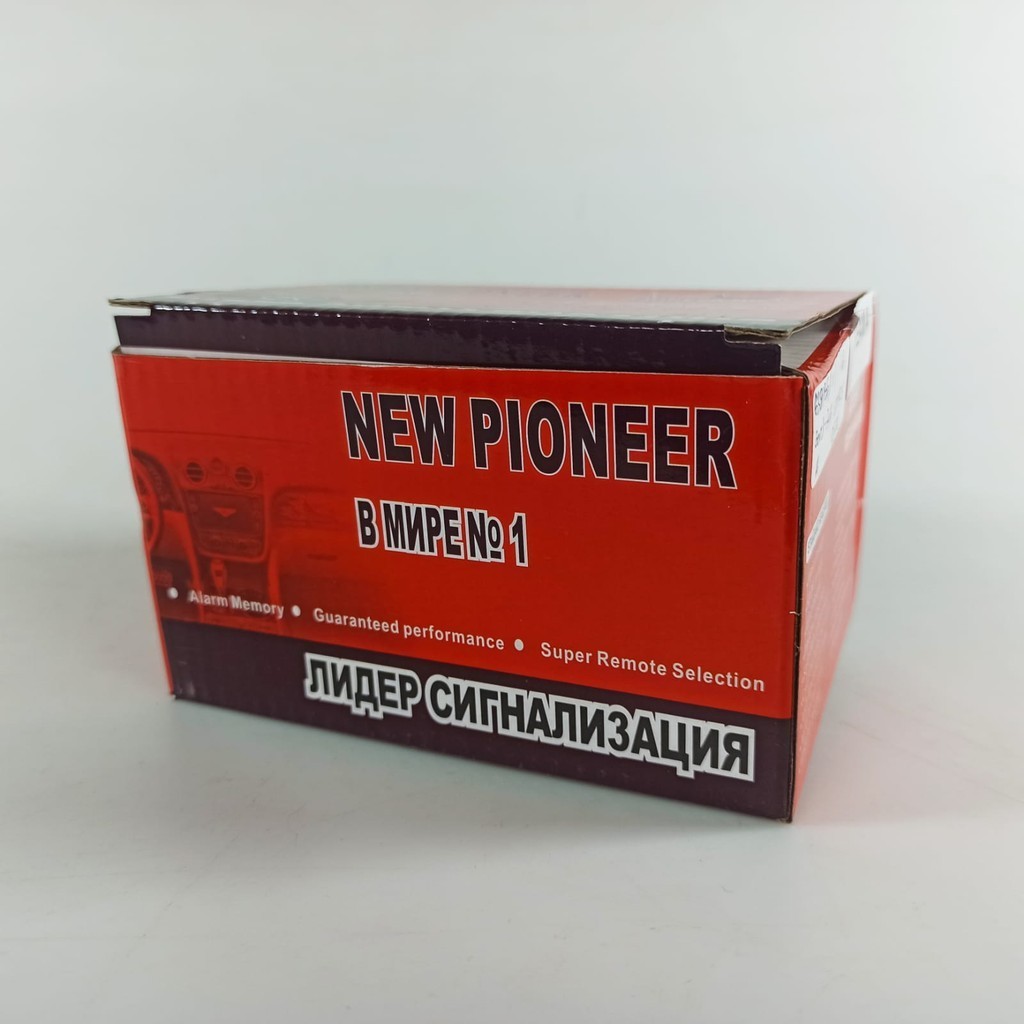 NEW PIONEER
В МИРЕ № 1
• Alarm Memory • Guaranteed performance • Super Remote Selection
ЛИДЕР СИГНАЛИЗАЦИЯ